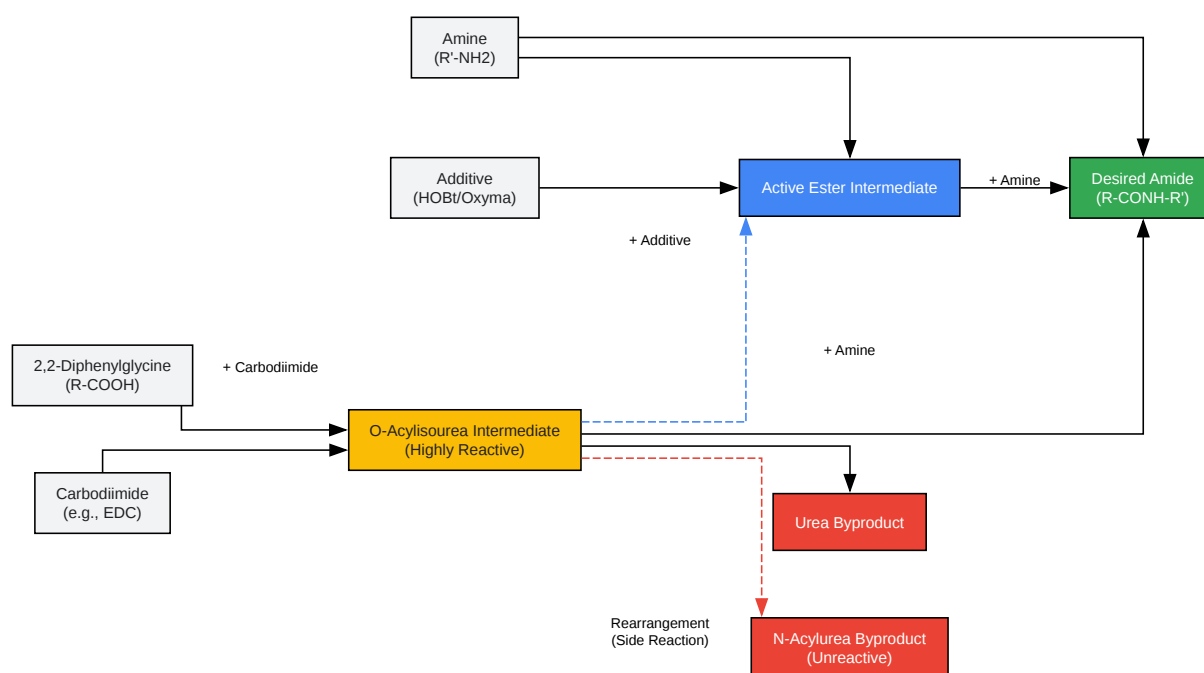 Amine
(R'-NH2)
Additive
(HOBt/Oxyma)
Active Ester Intermediate
+ Amine
Desired Amide
(R-CONH-R')
+ Additive
2,2-Diphenylglycine
(R-COOH)
+ Carbodiimide
+ Amine
O-Acylisourea Intermediate
(Highly Reactive)
Carbodiimide
(e.g., EDC)
Urea Byproduct
Rearrangement
(Side Reaction)
N-Acylurea Byproduct
(Unreactive)